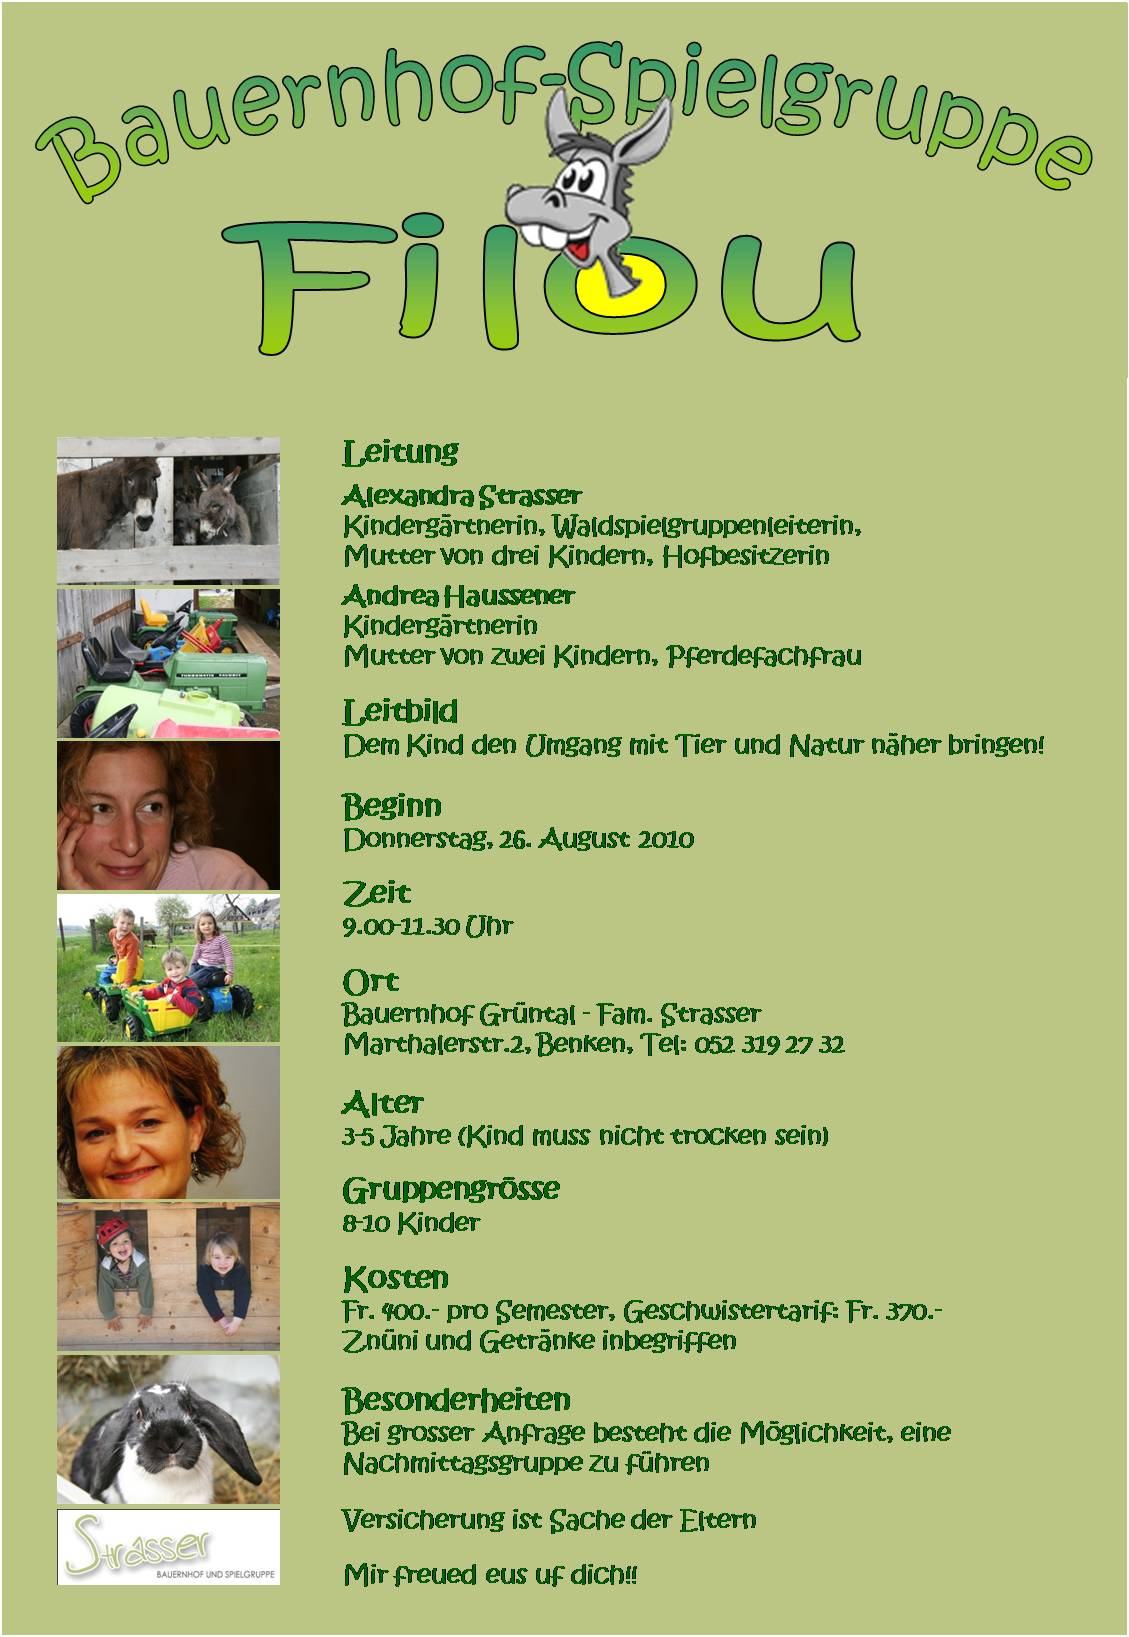 Bauernhof-Spielgruppe
Filou
Leitung
Alexandra Strasser
Kindergärtnerin, Waldspielgruppenleiterin,
Mutter von drei Kindern, Hofbesitzerin
Andrea Haussener
Kindergärtnerin
Mutter von zwei Kindern, Pferdefachfrau
Leitbild
Dem Kind den Umgang mit Tier und Natur näher bringen!
Beginn
Donnerstag, 26. August 2010
Zeit
9.00-11.30 Uhr
Ort
Bauernhof Grüntal - Fam. Strasser
Marthalerstr.2, Benken, Tel: 052 319 27 32
Alter
3-5 Jahre (Kind muss nicht trocken sein)
Gruppengrösse
8-10 Kinder
Kosten
Fr. 400.- pro Semester, Geschwistertarif: Fr. 370.-
Znüni und Getränke inbegriffen
Besonderheiten
Bei grosser Anfrage besteht die Möglichkeit, eine
Nachmittagsgruppe zu führen
Versicherung ist Sache der Eltern
Mir freued eus uf dich!!
Strasser
BAUERNHOF UND SPIELGRUPPE